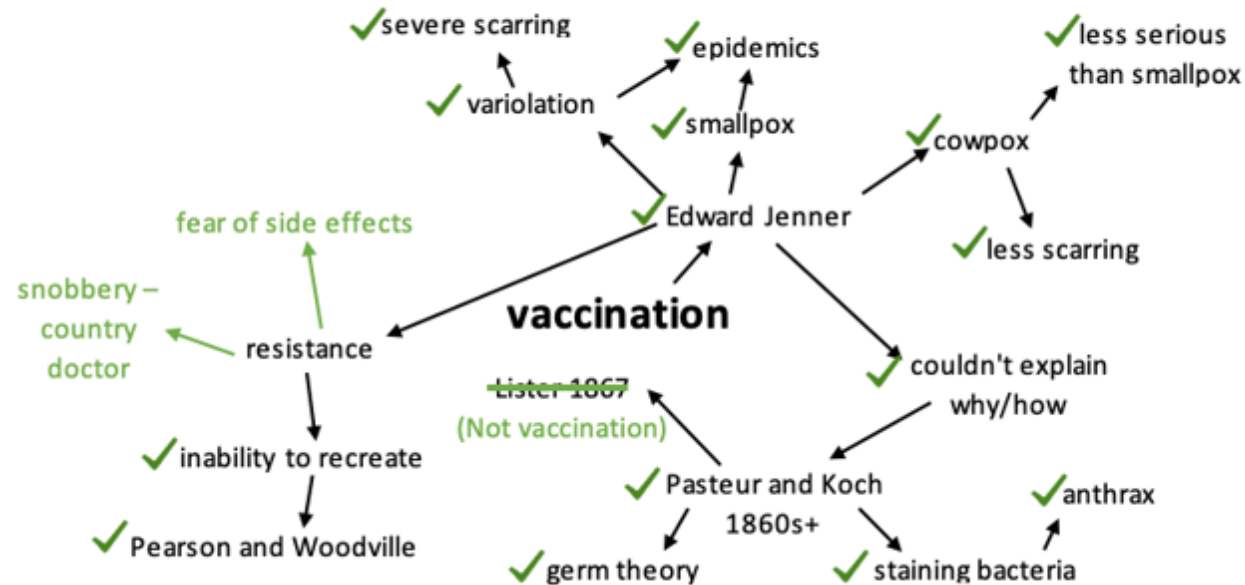 severe scarring
epidemics
less serious
than smallpox
variolation
smallpox
cowpox
Edward Jenner
fear of side effects
less scarring
snobbery –
country
doctor
vaccination
resistance
couldn't explain
why/how
Lister 1867
(Not vaccination)
inability to recreate
Pasteur and Koch
1860s+
anthrax
Pearson and Woodville
germ theory
staining bacteria